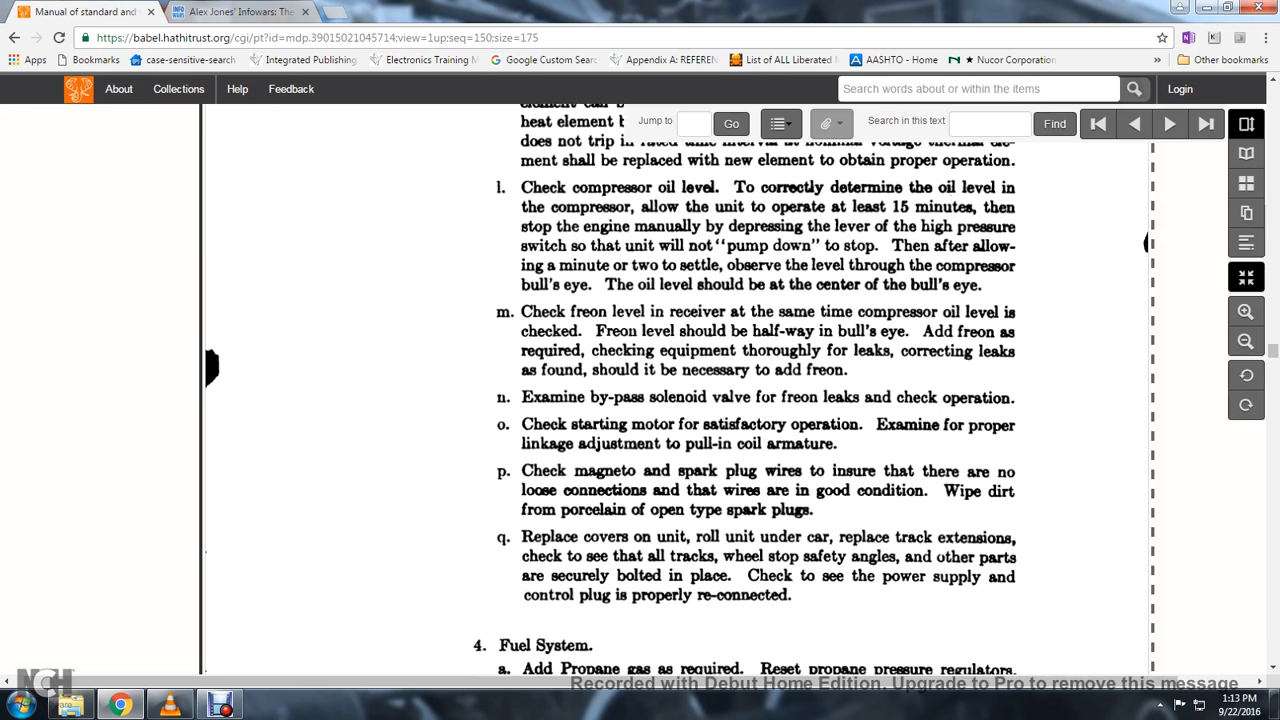 Manual of standard and
Alex Jones' Infowars: The
https://babel.hathitrust.org/cgi/pt?id=mdp.39015021045714;view=1up;seq=150;size=175
Apps
Bookmarks
case-sensitive-search
Integrated Publishing
Electronics Training
Google Custom Sear
Appendix A: REFEREN
List of ALL Liberated
AASHTO - Home
Nucor Corporation
»
Other bookmarks
About
Collections
Help
Feedback
Search words about or within the items
Login
Jump to
Go
Search in this text
Find
heat element b
does not trip in rated time interval at nominal voltage thermal ele-
ment shall be replaced with new element to obtain proper operation.
l. Check compressor oil level. To correctly determine the oil level in
the compressor, allow the unit to operate at least 15 minutes, then
stop the engine manually by depressing the lever of the high pressure
switch so that unit will not "pump down" to stop. Then after allow-
ing a minute or two to settle, observe the level through the compressor
bull's eye. The oil level should be at the center of the bull's eye.
m. Check freon level in receiver at the same time compressor oil level is
checked. Freon level should be half-way in bull's eye. Add freon as
required, checking equipment thoroughly for leaks, correcting leaks
as found, should it be necessary to add freon.
n. Examine by-pass solenoid valve for freon leaks and check operation.
o. Check starting motor for satisfactory operation. Examine for proper
linkage adjustment to pull-in coil armature.
p. Check magneto and spark plug wires to insure that there are no
loose connections and that wires are in good condition. Wipe dirt
from porcelain of open type spark plugs.
q. Replace covers on unit, roll unit under car, replace track extensions,
check to see that all tracks, wheel stop safety angles, and other parts
are securely bolted in place. Check to see the power supply and
control plug is properly re-connected.
4. Fuel System.
a. Add Propane gas as required. Reset propane pressure regulators.
Recorded with Debut Home Edition. Upgrade to Pro to remove this message
NCH
1:13 PM
9/22/2016